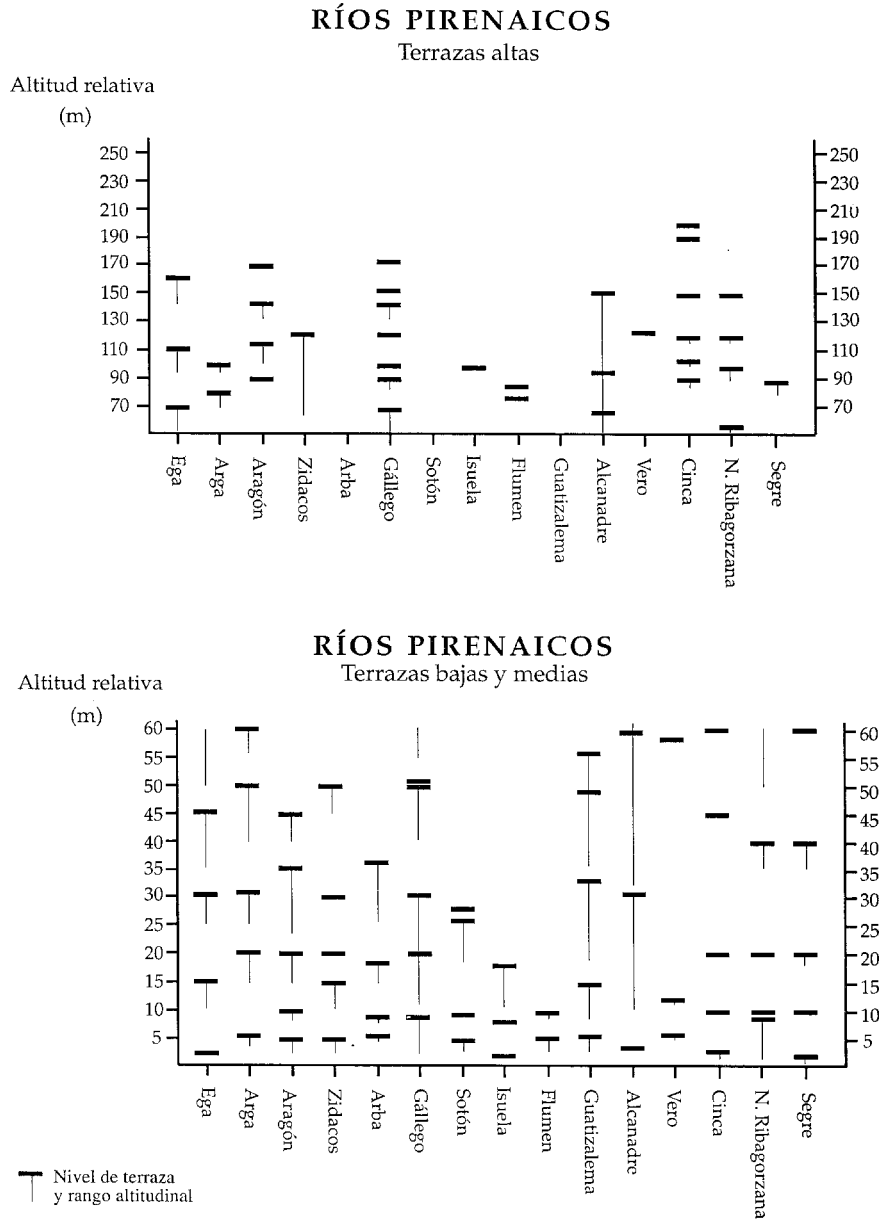 RÍOS PIRENAICOS
Terrazas altas
Altitud relativa
(m)
250 250
230 230
210 210
190 190
170 170
150 150
130 130
110 110
90 90
70 70
Ega Arga Aragón Zidacos Arba Gállego Sotón Isuela Flumen Guatizalema Alcanadre Vero Cinca N. Ribagorzana Segre
RÍOS PIRENAICOS
Terrazas bajas y medias
Altitud relativa
(m)
60 60
55 55
50 50
45 45
40 40
35 35
30 30
25 25
20 20
15 15
10 10
5 5
Ega Arga Aragón Zidacos Arba Gállego Sotón Isuela Flumen Guatizalema Alcanadre Vero Cinca N. Ribagorzana Segre
Nivel de terraza
y rango altitudinal